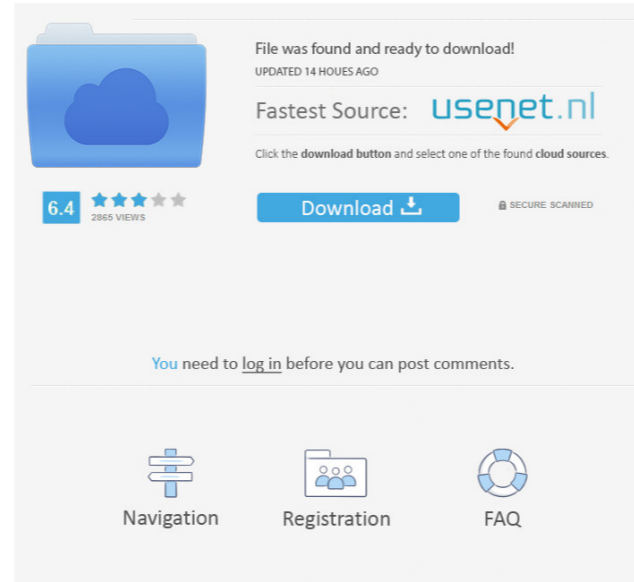 File was found and ready to download!
UPDATED 14 HOUES AGO
Fastest Source: usenet.nl
Click the download button and select one of the found cloud sources.
6.4
2865 VIEWS
Download
SECURE SCANNED
You need to log in before you can post comments.
Navigation
Registration
FAQ